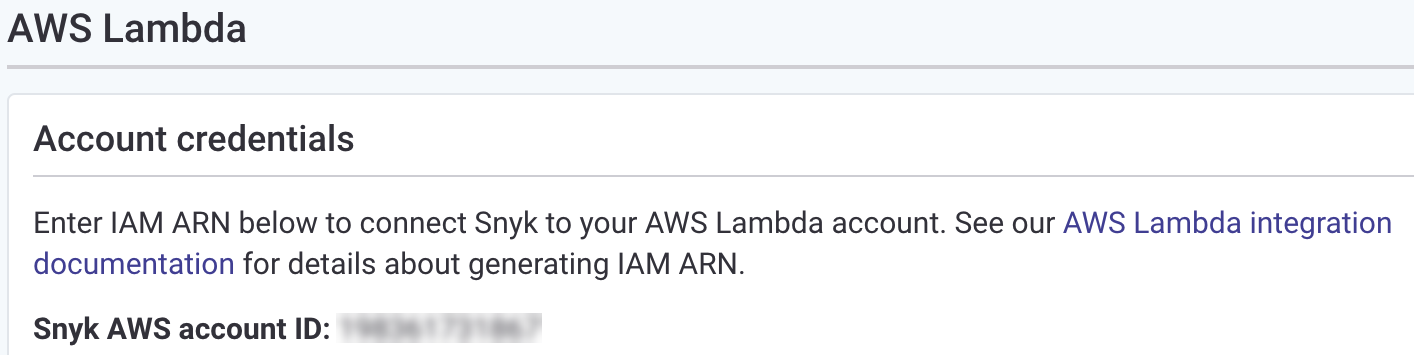 AWS Lambda
Account credentials
Enter IAM ARN below to connect Snyk to your AWS Lambda account. See our AWS Lambda integration
documentation for details about generating IAM ARN.
Snyk AWS account ID: